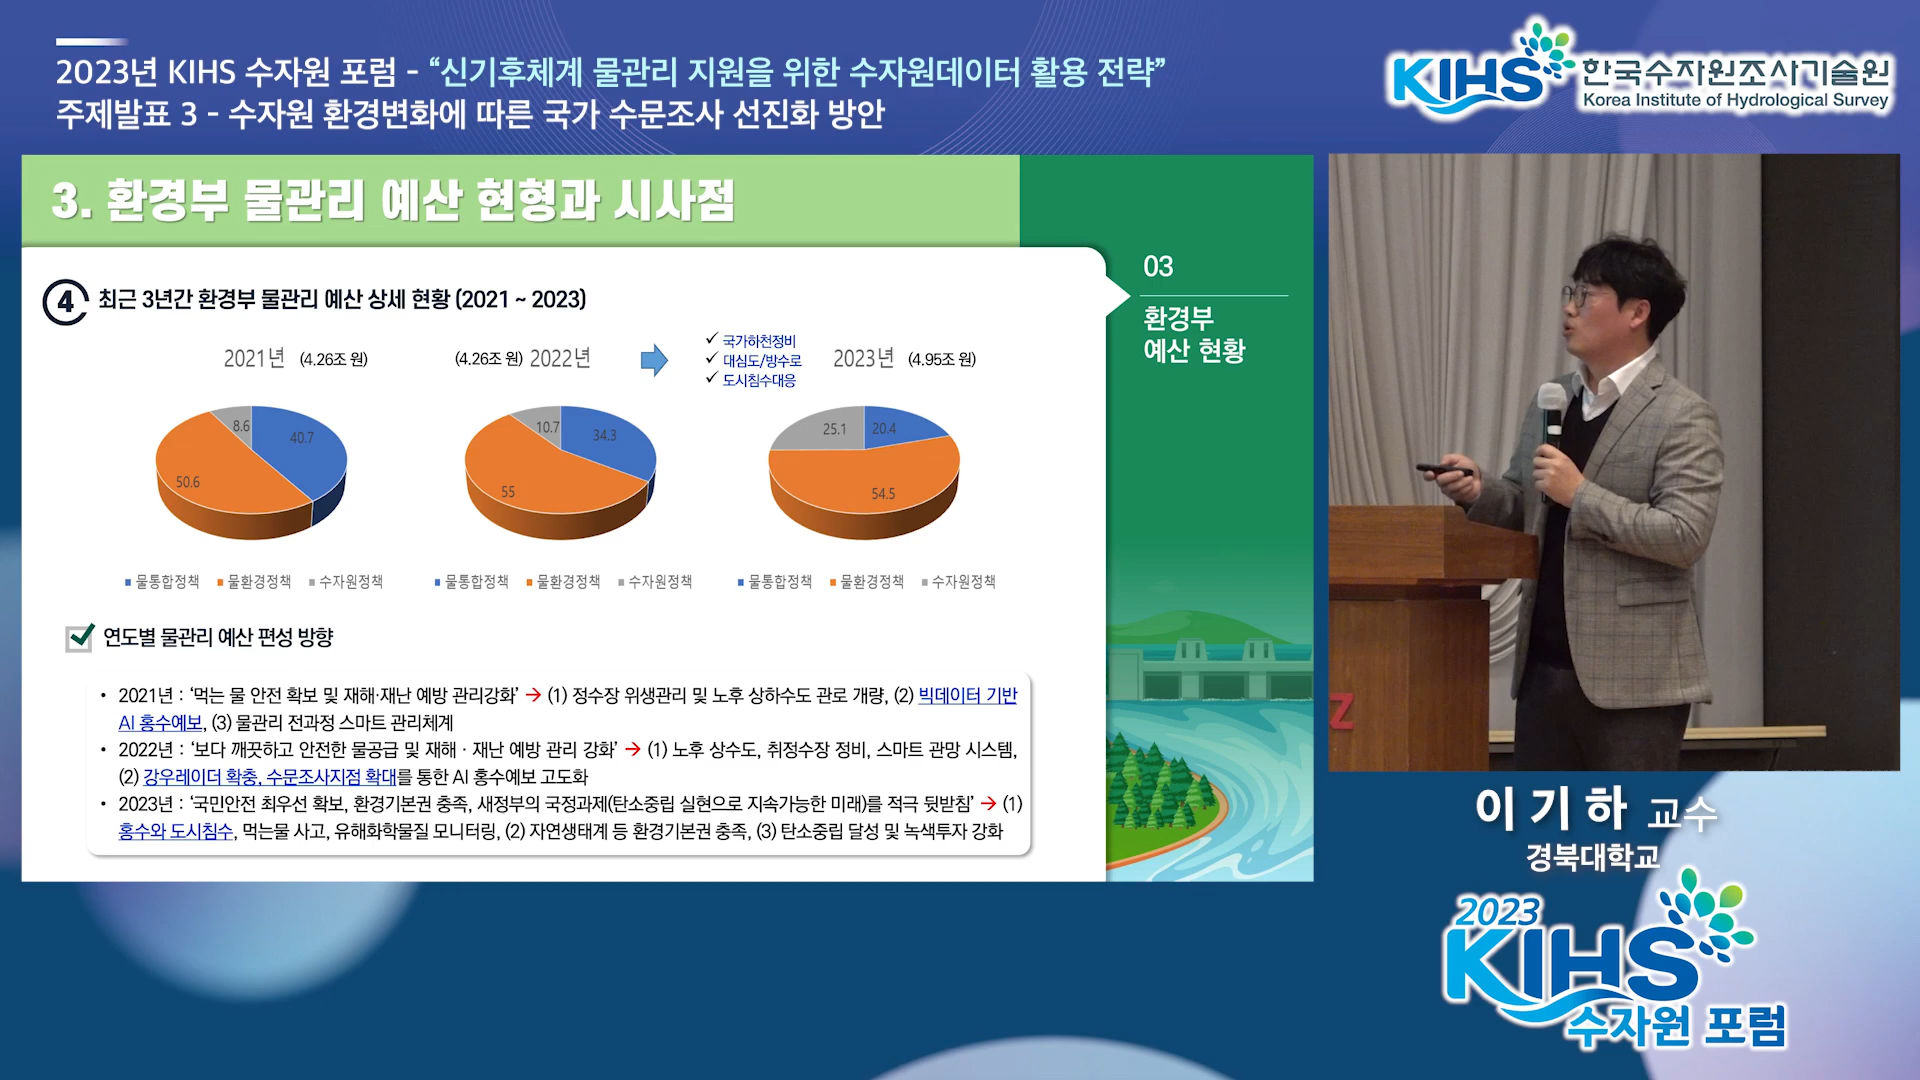 2023년 KIHS 수자원 포럼 - “신기후체계 물관리 지원을 위한 수자원데이터 활용 전략”
주제발표 3 - 수자원 환경변화에 따른 국가 수문조사 선진화 방안
KIHS 한국수자원조사기술원
Korea Institute of Hydrological Survey
3. 환경부 물관리 예산 현형과 시사점
03
환경부
예산 현황
4 최근 3년간 환경부 물관리 예산 상세 현황 (2021 ~ 2023)
2021년 (4.26조 원)
(4.26조 원) 2022년
✓ 국가하천정비
✓ 대심도/방수로
✓ 도시침수대응
2023년 (4.95조 원)
8.6
40.7
50.6
10.7
34.3
55
25.1
20.4
54.5
물통합정책 물환경정책 수자원정책
물통합정책 물환경정책 수자원정책
물통합정책 물환경정책 수자원정책
연도별 물관리 예산 편성 방향
• 2021년 : ‘먹는 물 안전 확보 및 재해·재난 예방 관리강화’ → (1) 정수장 위생관리 및 노후 상하수도 관로 개량, (2) 빅데이터 기반
AI 홍수예보, (3) 물관리 전과정 스마트 관리체계
• 2022년 : ‘보다 깨끗하고 안전한 물공급 및 재해 · 재난 예방 관리 강화’ → (1) 노후 상수도, 취정수장 정비, 스마트 관망 시스템,
(2) 강우레이더 확충, 수문조사지점 확대를 통한 AI 홍수예보 고도화
• 2023년 : ‘국민안전 최우선 확보, 환경기본권 충족, 새정부의 국정과제(탄소중립 실현으로 지속가능한 미래)를 적극 뒷받침’ → (1)
홍수와 도시침수, 먹는물 사고, 유해화학물질 모니터링, (2) 자연생태계 등 환경기본권 충족, (3) 탄소중립 달성 및 녹색투자 강화
Z
이 기 하 교수
경북대학교
2023
KIHS
수자원 포럼